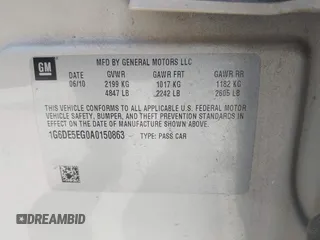 GM
MFD BY GENERAL MOTORS LLC
DATE GVWR GAWR FRT GAWR RR
06/10 2199 KG 1017 KG 1182 KG
4847 LB 2242 LB 2605 LB
THIS VEHICLE CONFORMS TO ALL APPLICABLE U.S. FEDERAL MOTOR
VEHICLE SAFETY, BUMPER, AND THEFT PREVENTION STANDARDS IN
EFFECT ON THE DATE OF MANUFACTURE SHOWN ABOVE.
1G6DE5EG0A0150863 TYPE: PASS CAR
AUTOBIDMASTER